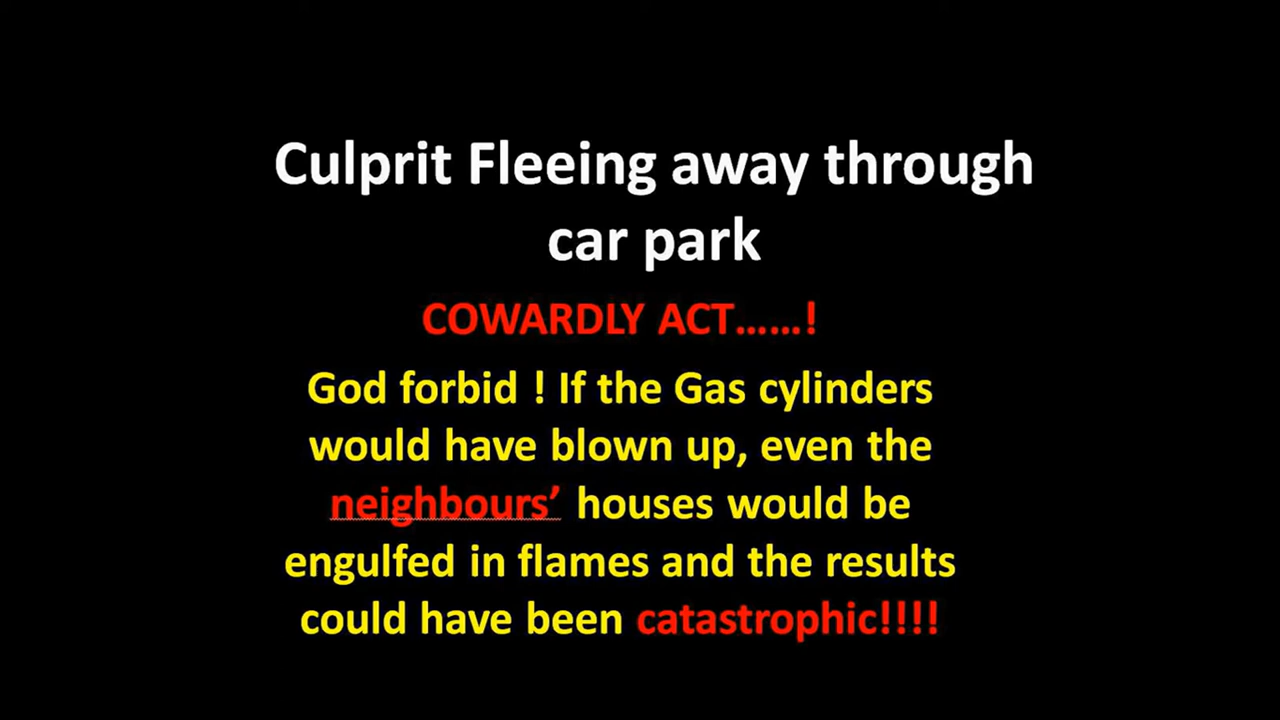 Culprit Fleeing away through
car park
COWARDLY ACT……!
God forbid ! If the Gas cylinders
would have blown up, even the
neighbours’ houses would be
engulfed in flames and the results
could have been catastrophic!!!!